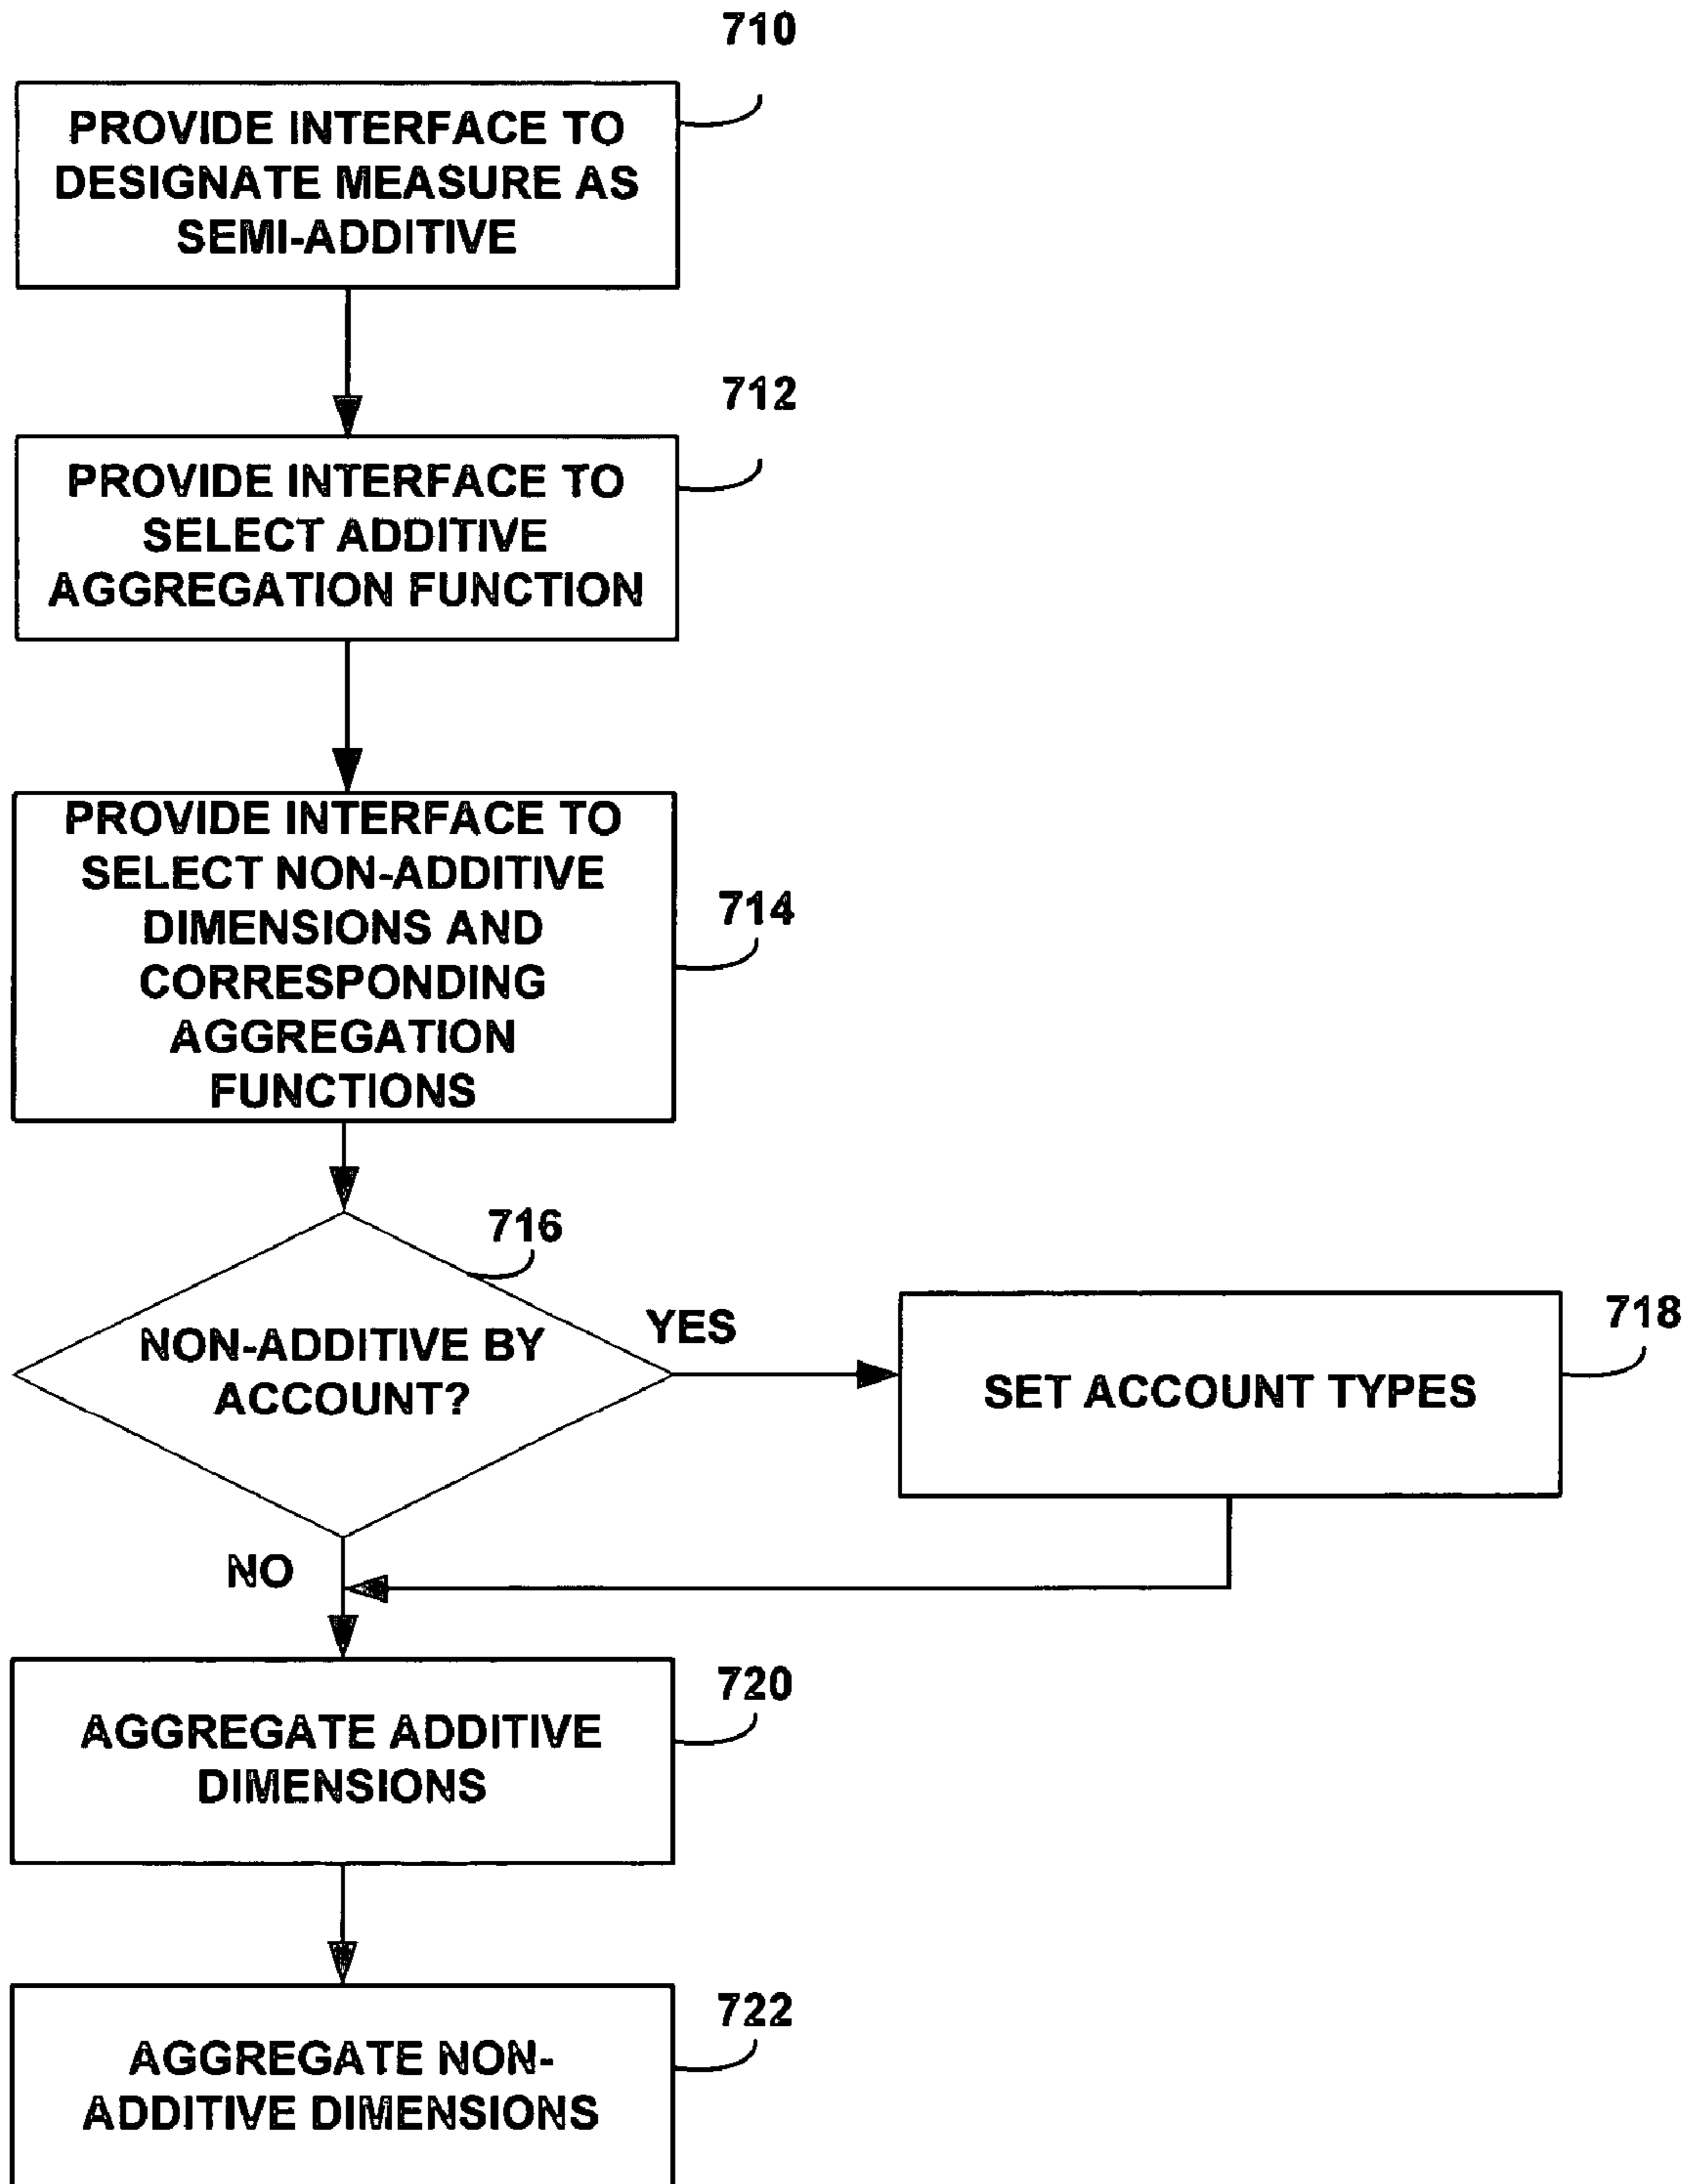 710
PROVIDE INTERFACE TO
DESIGNATE MEASURE AS
SEMI-ADDITIVE
712
PROVIDE INTERFACE TO
SELECT ADDITIVE
AGGREGATION FUNCTION
PROVIDE INTERFACE TO
SELECT NON-ADDITIVE
DIMENSIONS AND
CORRESPONDING
AGGREGATION
FUNCTIONS
714
716
NON-ADDITIVE BY
ACCOUNT?
YES
718
SET ACCOUNT TYPES
NO
720
AGGREGATE ADDITIVE
DIMENSIONS
722
AGGREGATE NON-
ADDITIVE DIMENSIONS